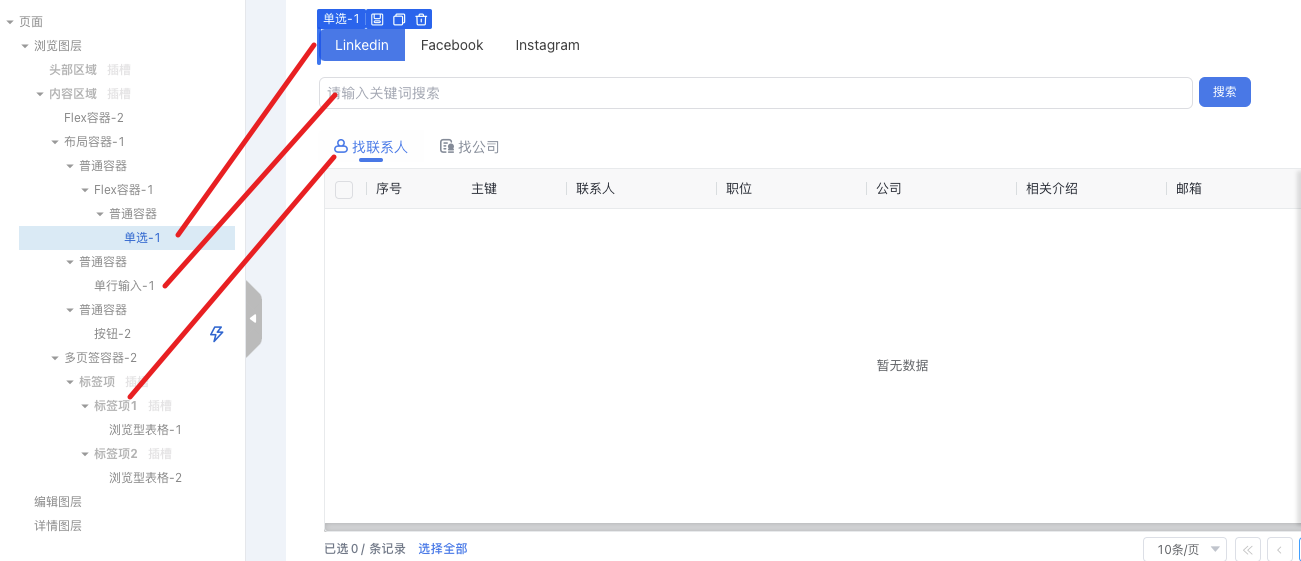 页面
浏览图层
头部区域 插槽
内容区域 插槽
Flex容器-2
布局容器-1
普通容器
Flex容器-1
普通容器
单选-1
普通容器
单行输入-1
普通容器
按钮-2
多页签容器-2
标签项 插槽
标签项1 插槽
浏览型表格-1
标签项2 插槽
浏览型表格-2
编辑图层
详情图层
单选-1
Linkedin Facebook Instagram
请输入关键词搜索 搜索
找联系人 找公司
序号 主键 联系人 职位 公司 相关介绍 邮箱
暂无数据
已选 0 / 条记录 选择全部 10条/页